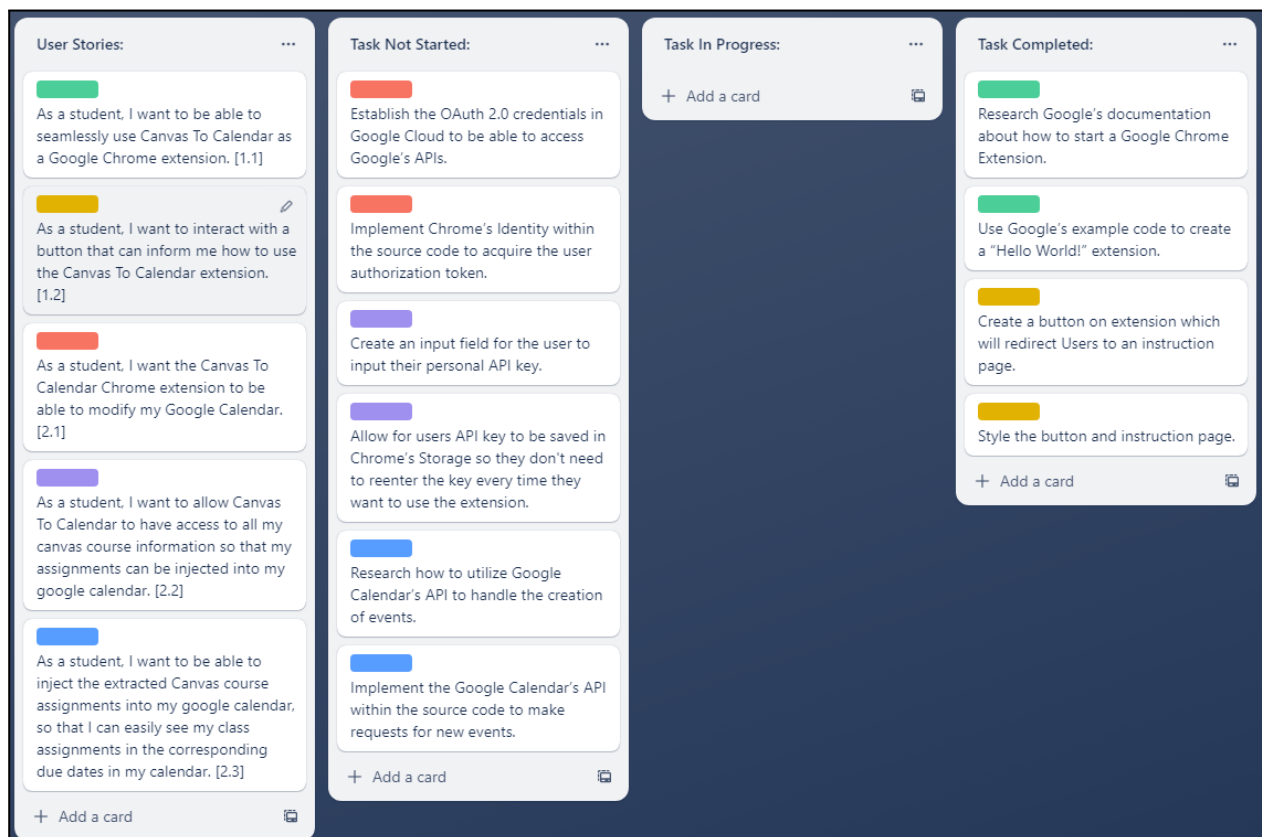 User Stories:
As a student, I want to be able to
seamlessly use Canvas To Calendar as
a Google Chrome extension. [1.1]
As a student, I want to interact with a
button that can inform me how to use
the Canvas To Calendar extension.
[1.2]
As a student, I want the Canvas To
Calendar Chrome extension to be
able to modify my Google Calendar.
[2.1]
As a student, I want to allow Canvas
To Calendar to have access to all my
canvas course information so that my
assignments can be injected into my
google calendar. [2.2]
As a student, I want to be able to
inject the extracted Canvas course
assignments into my google calendar,
so that I can easily see my class
assignments in the corresponding
due dates in my calendar. [2.3]
+ Add a card
Task Not Started:
Establish the OAuth 2.0 credentials in
Google Cloud to be able to access
Google's APIs.
Implement Chrome's Identity within
the source code to acquire the user
authorization token.
Create an input field for the user to
input their personal API key.
Allow for users API key to be saved in
Chrome's Storage so they don't need
to reenter the key every time they
want to use the extension.
Research how to utilize Google
Calendar's API to handle the creation
of events.
Implement the Google Calendar's API
within the source code to make
requests for new events.
+ Add a card
Task In Progress:
+ Add a card
Task Completed:
Research Google's documentation
about how to start a Google Chrome
Extension.
Use Google's example code to create
a "Hello World!" extension.
Create a button on extension which
will redirect Users to an instruction
page.
Style the button and instruction page.
+ Add a card